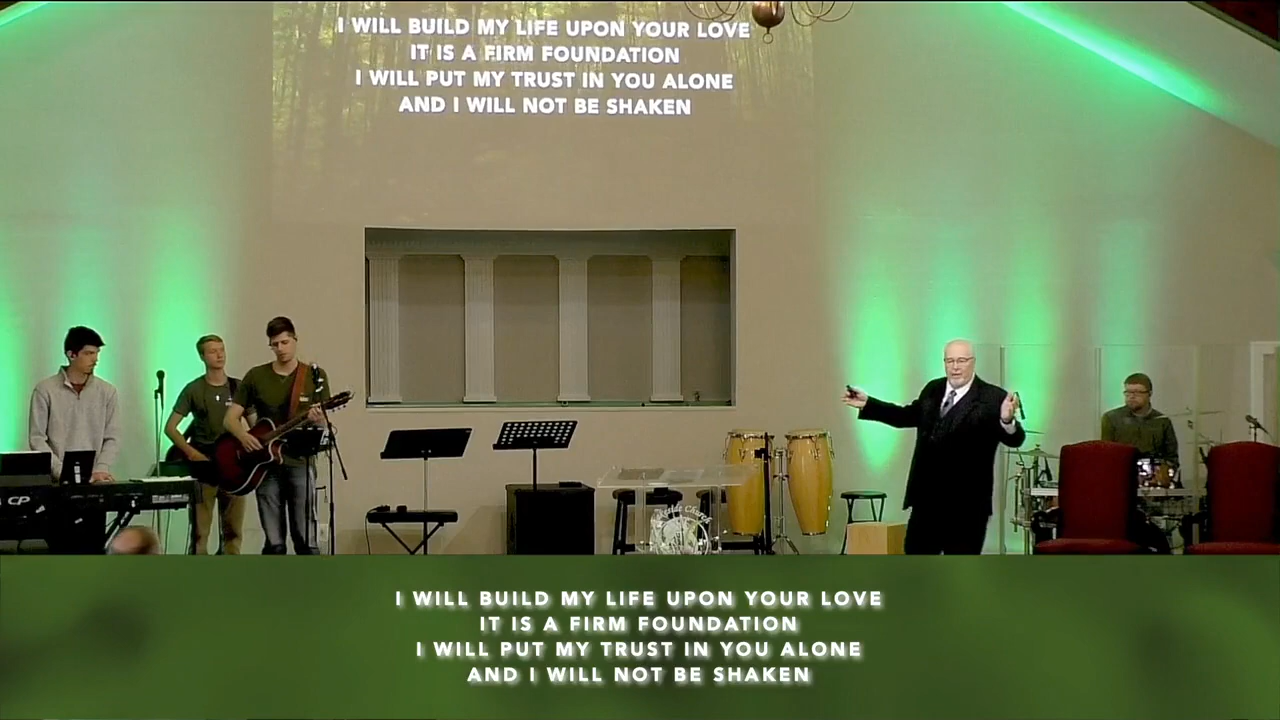 I WILL BUILD MY LIFE UPON YOUR LOVE
IT IS A FIRM FOUNDATION
I WILL PUT MY TRUST IN YOU ALONE
AND I WILL NOT BE SHAKEN
CP
Church
I WILL BUILD MY LIFE UPON YOUR LOVE
IT IS A FIRM FOUNDATION
I WILL PUT MY TRUST IN YOU ALONE
AND I WILL NOT BE SHAKEN